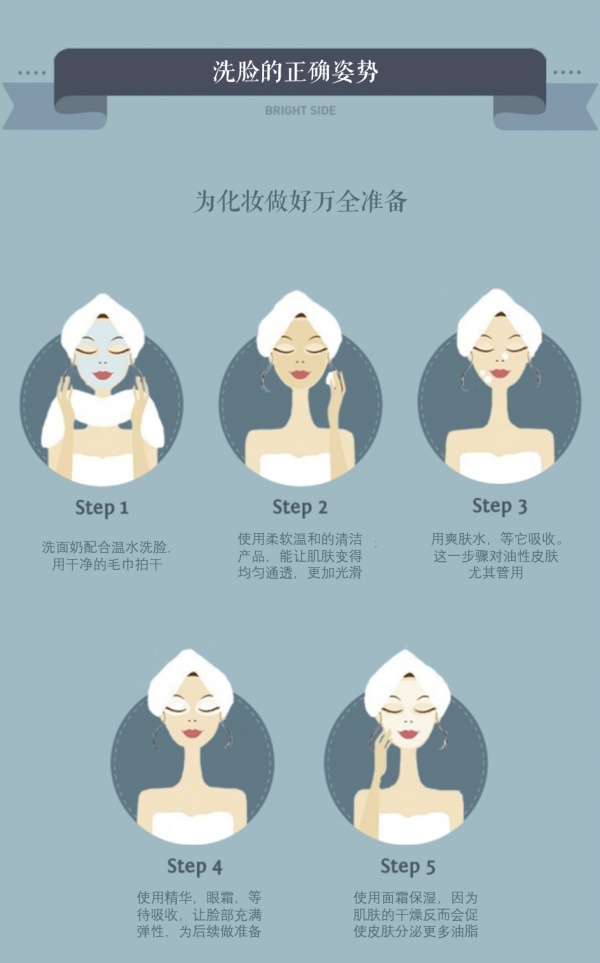 洗脸的正确姿势
BRIGHT SIDE
为化妆做好万全准备
Step 1
洗面奶配合温水洗脸,
用干净的毛巾拍干
Step 2
使用柔软温和的清洁
产品，能让肌肤变得
均匀通透，更加光滑
Step 3
用爽肤水，等它吸收。
这一步骤对油性皮肤
尤其管用
Step 4
使用精华，眼霜，等
待吸收，让脸部充满
弹性，为后续做准备
Step 5
使用面霜保湿，因为
肌肤的干燥反而会促
使皮肤分泌更多油脂